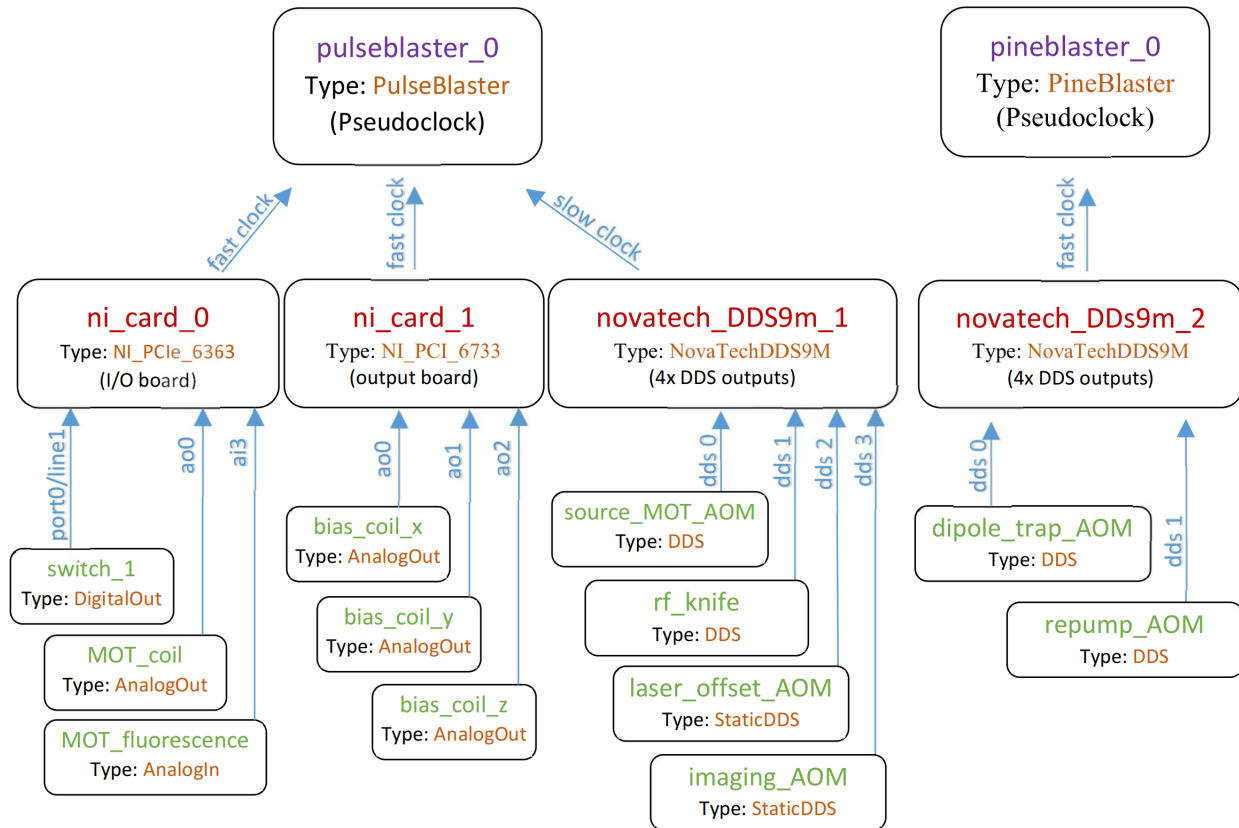 pulseblaster_0
Type: PulseBlaster
(Pseudoclock)
pineblaster_0
Type: PineBlaster
(Pseudoclock)
fast clock
fast clock
slow clock
fast clock
ni_card_0
Type: NI_PCIe_6363
(I/O board)
ni_card_1
Type: NI_PCI_6733
(output board)
novatech_DDS9m_1
Type: NovaTechDDS9M
(4x DDS outputs)
novatech_DDs9m_2
Type: NovaTechDDS9M
(4x DDS outputs)
port0/line1
ao0
ai3
ao0
ao1
ao2
dds 0
dds 1
dds 2
dds 3
dds 0
dds 1
switch_1
Type: DigitalOut
MOT_coil
Type: AnalogOut
MOT_fluorescence
Type: AnalogIn
bias_coil_x
Type: AnalogOut
bias_coil_y
Type: AnalogOut
bias_coil_z
Type: AnalogOut
source_MOT_AOM
Type: DDS
rf_knife
Type: DDS
laser_offset_AOM
Type: StaticDDS
imaging_AOM
Type: StaticDDS
dipole_trap_AOM
Type: DDS
repump_AOM
Type: DDS